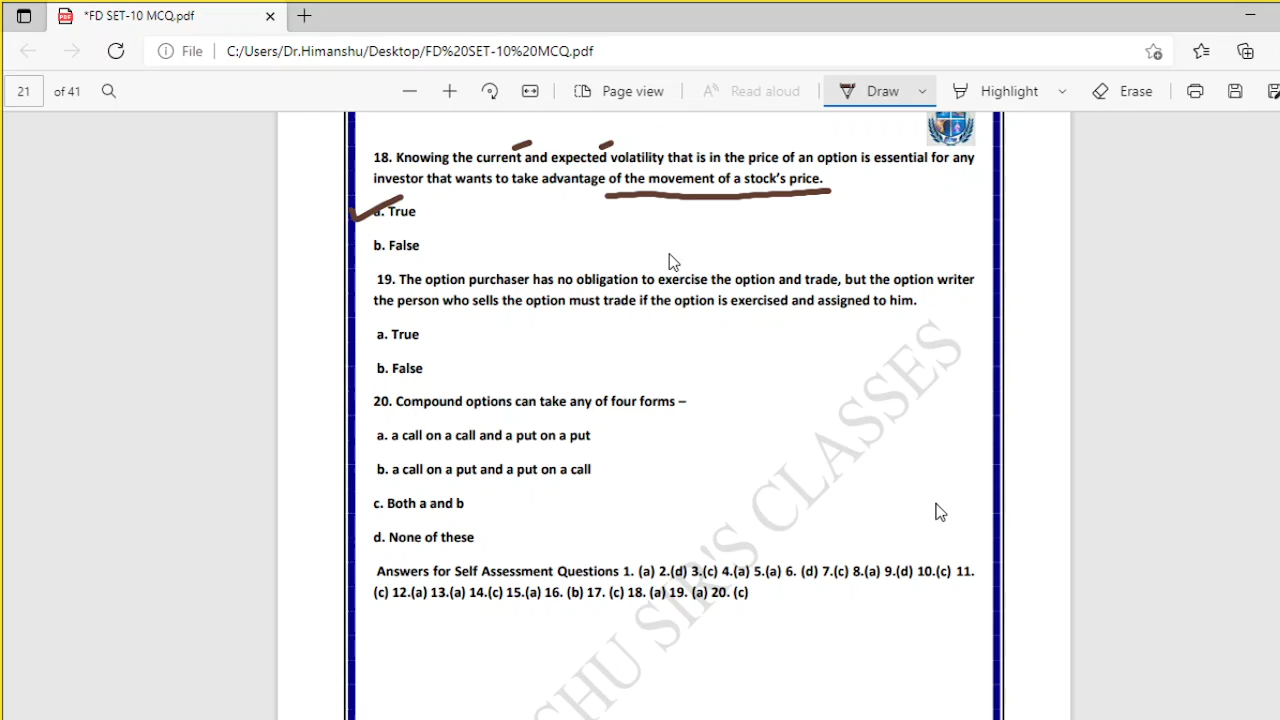 *FD SET-10 MCQ.pdf
File
C:/Users/Dr.Himanshu/Desktop/FD%20SET-10%20MCQ.pdf
21 of 41
Page view
Read aloud
Draw
Highlight
Erase
18. Knowing the current and expected volatility that is in the price of an option is essential for any
investor that wants to take advantage of the movement of a stock's price.
a. True
b. False
19. The option purchaser has no obligation to exercise the option and trade, but the option writer
the person who sells the option must trade if the option is exercised and assigned to him.
a. True
b. False
20. Compound options can take any of four forms –
a. a call on a call and a put on a put
b. a call on a put and a put on a call
c. Both a and b
d. None of these
Answers for Self Assessment Questions 1. (a) 2.(d) 3.(c) 4.(a) 5.(a) 6. (d) 7.(c) 8.(a) 9.(d) 10.(c) 11.
(c) 12.(a) 13.(a) 14.(c) 15.(a) 16. (b) 17. (c) 18. (a) 19. (a) 20. (c)
SHU SIR'S CLASSES